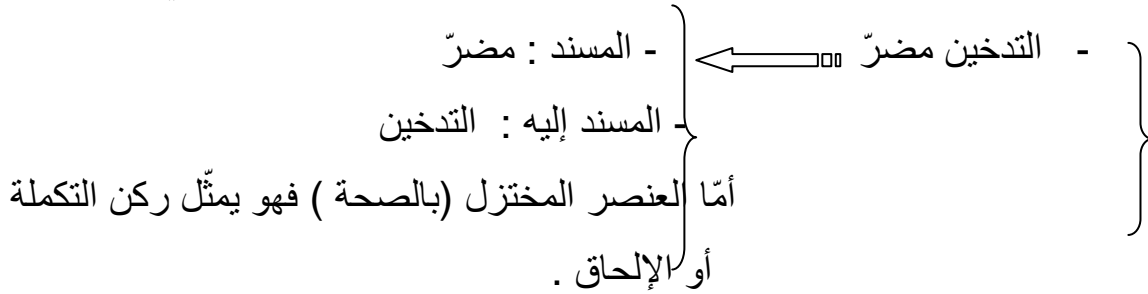 - التدخين مضرّ - المسند : مضرّ
- المسند إليه : التدخين
أمّا العنصر المختزل (بالصحة ) فهو يمثّل ركن التكملة
أو الإلحاق .